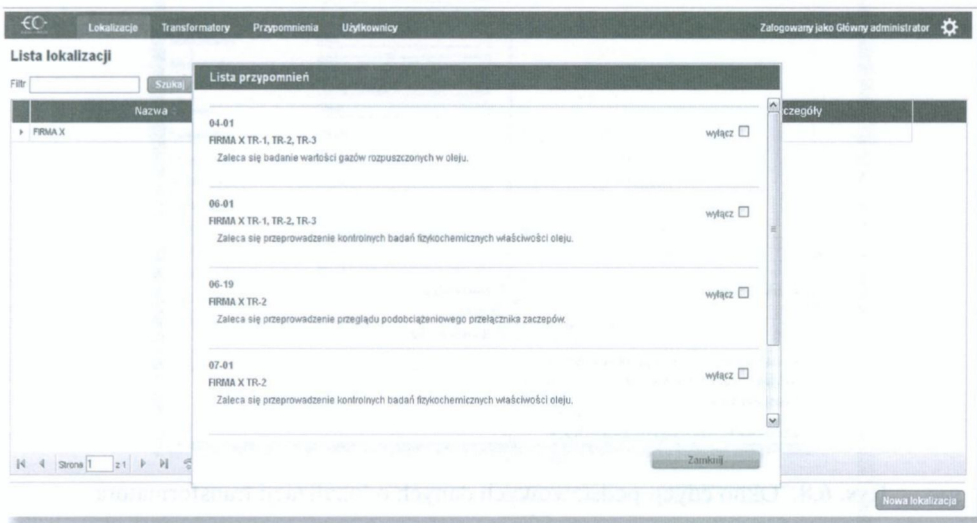 Lokalizacje Transformatory Przypomnienia Użytkownicy Zalogowany jako Główny administrator
Lista lokalizacji
Filtr Szukaj
Nazwa czegóły
FIRMA X
Lista przypomnień
04-01
FIRMA X TR-1, TR-2, TR-3
wyłącz
Zaleca się badanie wartości gazów rozpuszczonych w oleju.
06-01
FIRMA X TR-1, TR-2, TR-3
wyłącz
Zaleca się przeprowadzenie kontrolnych badań fizykochemicznych właściwości oleju.
06-19
FIRMA X TR-2
wyłącz
Zaleca się przeprowadzenie przeglądu podobciążeniowego przełącznika zaczepów.
07-01
FIRMA X TR-2
wyłącz
Zaleca się przeprowadzenie kontrolnych badań fizykochemicznych właściwości oleju.
Zamknij
Strona 1 z 1
Nowa lokalizacja